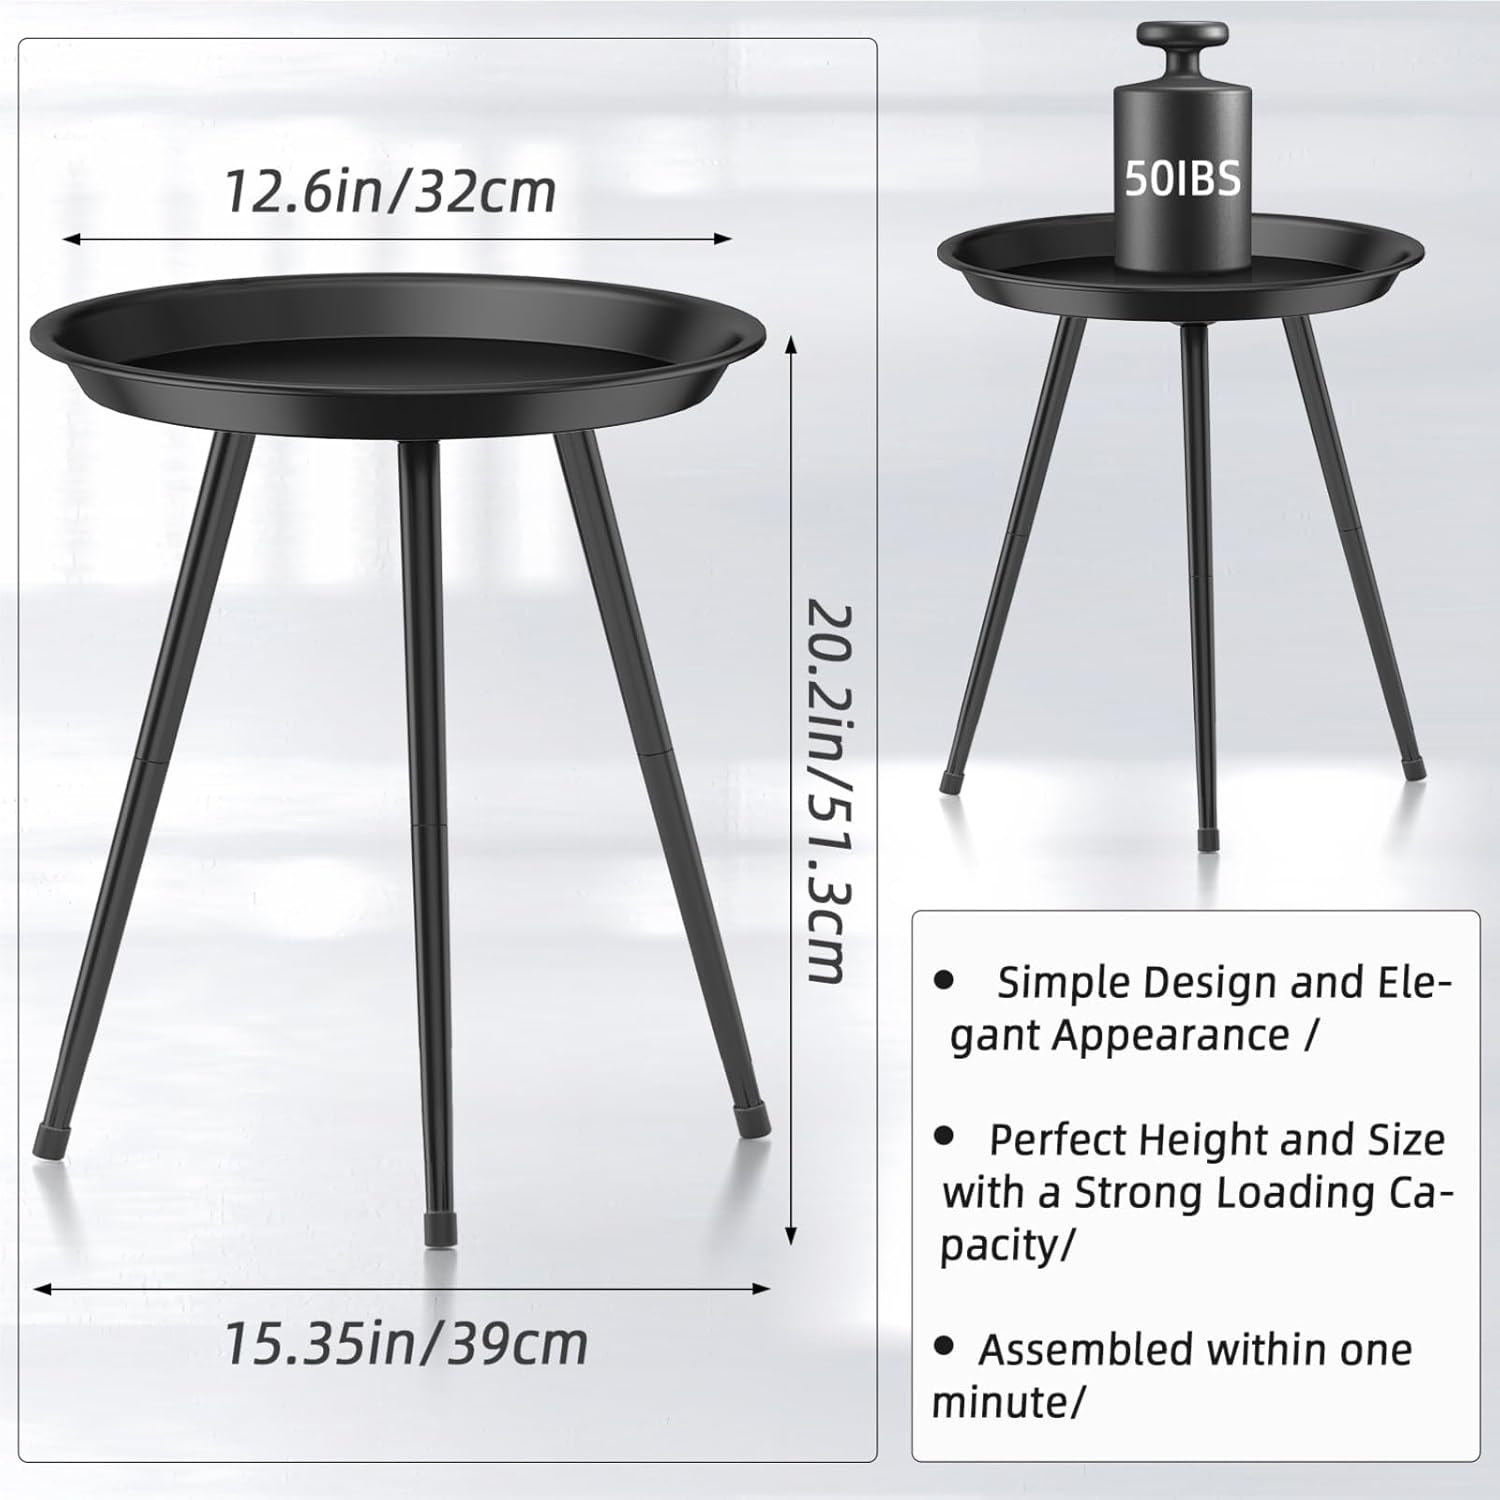 12.6in/32cm
20.2in/51.3cm
15.35in/39cm
50IBS
• Simple Design and Ele-
gant Appearance /
• Perfect Height and Size
with a Strong Loading Ca-
pacity/
• Assembled within one
minute/